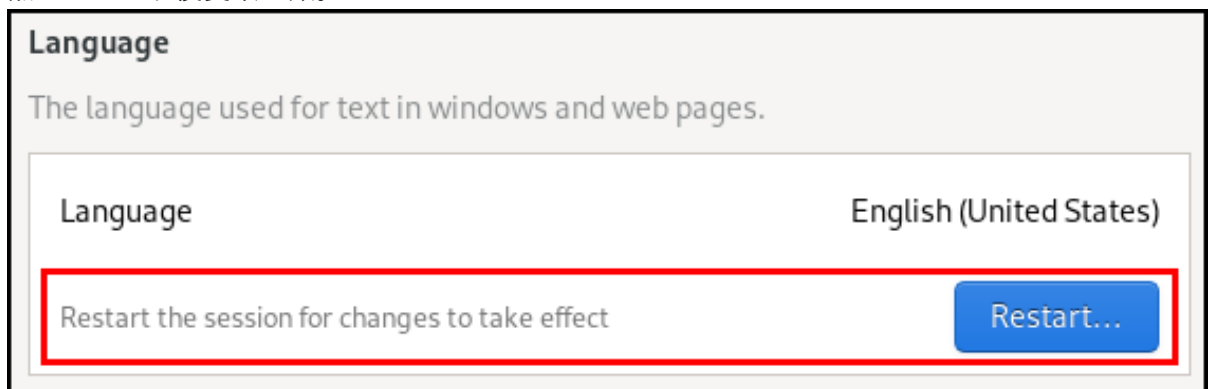 Language
The language used for text in windows and web pages.
Language English (United States)
Restart the session for changes to take effect Restart...